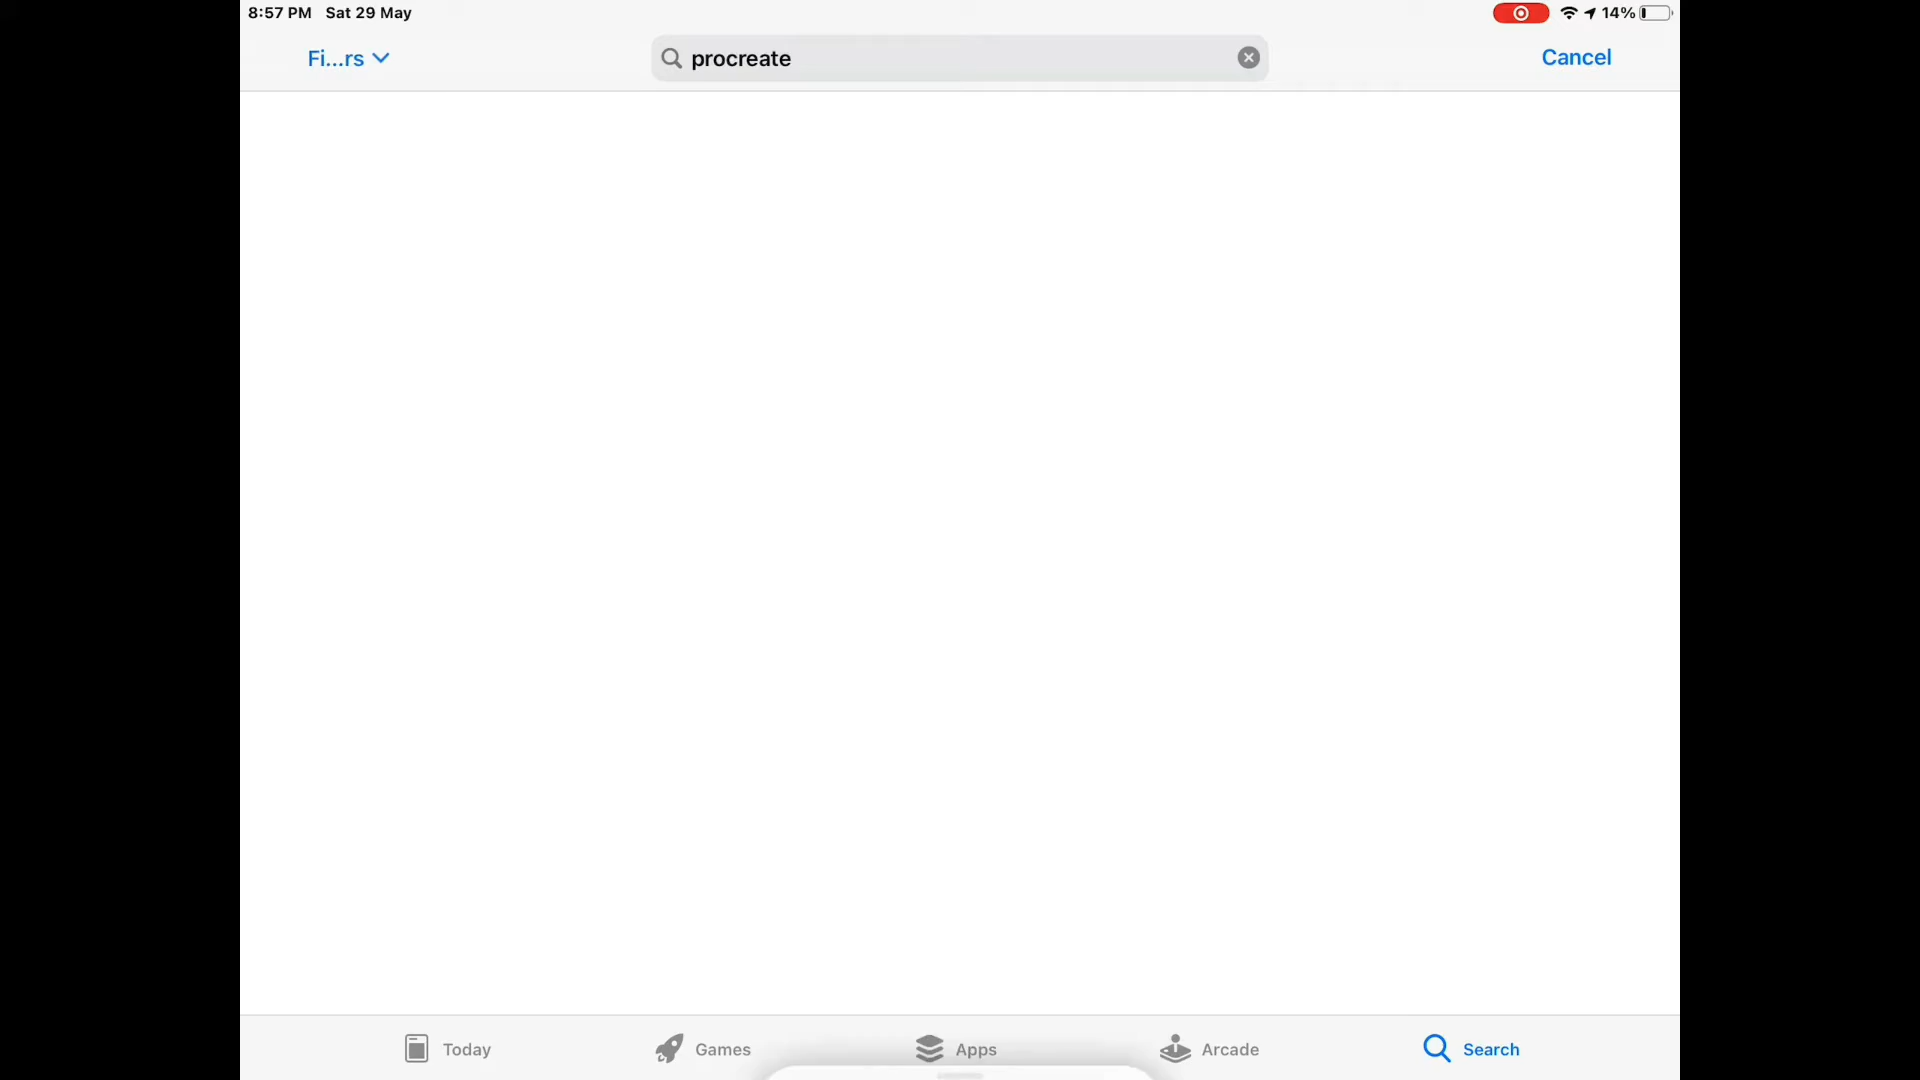 8:57 PM Sat 29 May 14%
Fi...rs procreate Cancel
Today Games Apps Arcade Search